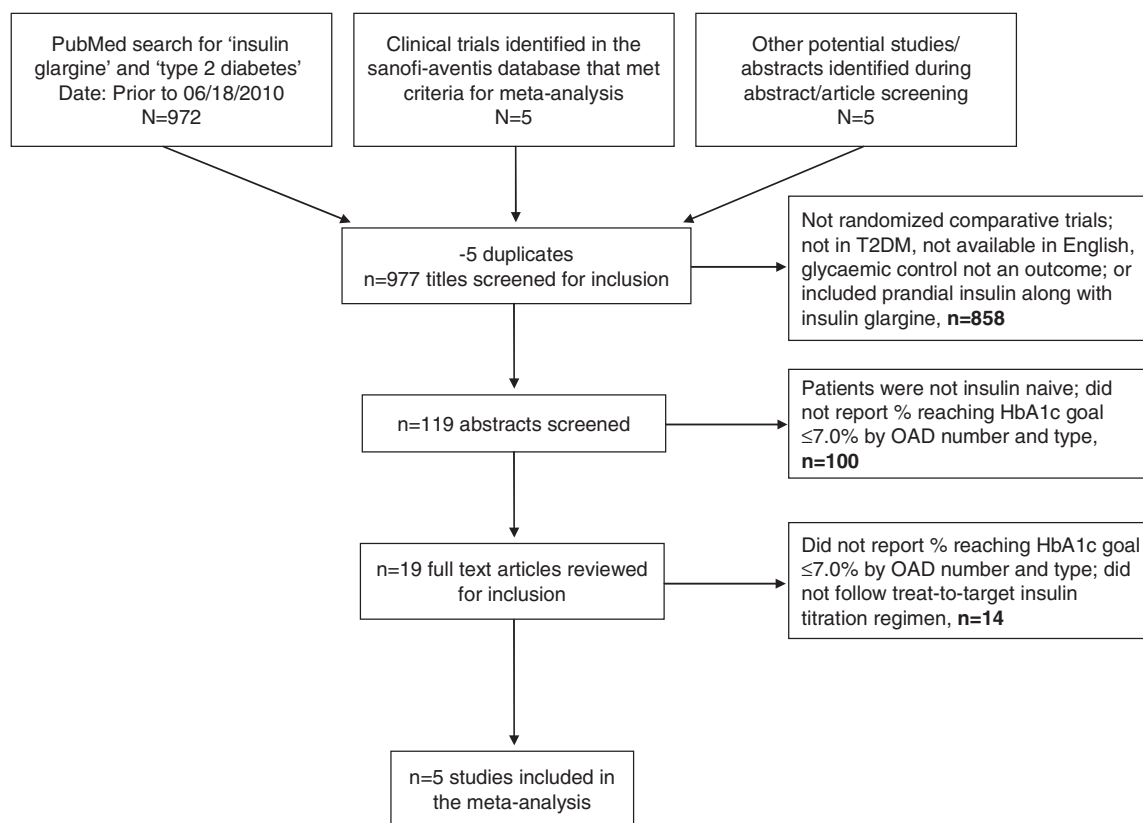 PubMed search for ‘insulin
glargine’ and ‘type 2 diabetes’
Date: Prior to 06/18/2010
N=972
Clinical trials identified in the
sanofi-aventis database that met
criteria for meta-analysis
N=5
Other potential studies/
abstracts identified during
abstract/article screening
N=5
-5 duplicates
n=977 titles screened for inclusion
Not randomized comparative trials;
not in T2DM, not available in English,
glycaemic control not an outcome; or
included prandial insulin along with
insulin glargine, n=858
n=119 abstracts screened
Patients were not insulin naive; did
not report % reaching HbA1c goal
≤7.0% by OAD number and type,
n=100
n=19 full text articles reviewed
for inclusion
Did not report % reaching HbA1c goal
≤7.0% by OAD number and type; did
not follow treat-to-target insulin
titration regimen, n=14
n=5 studies included in
the meta-analysis